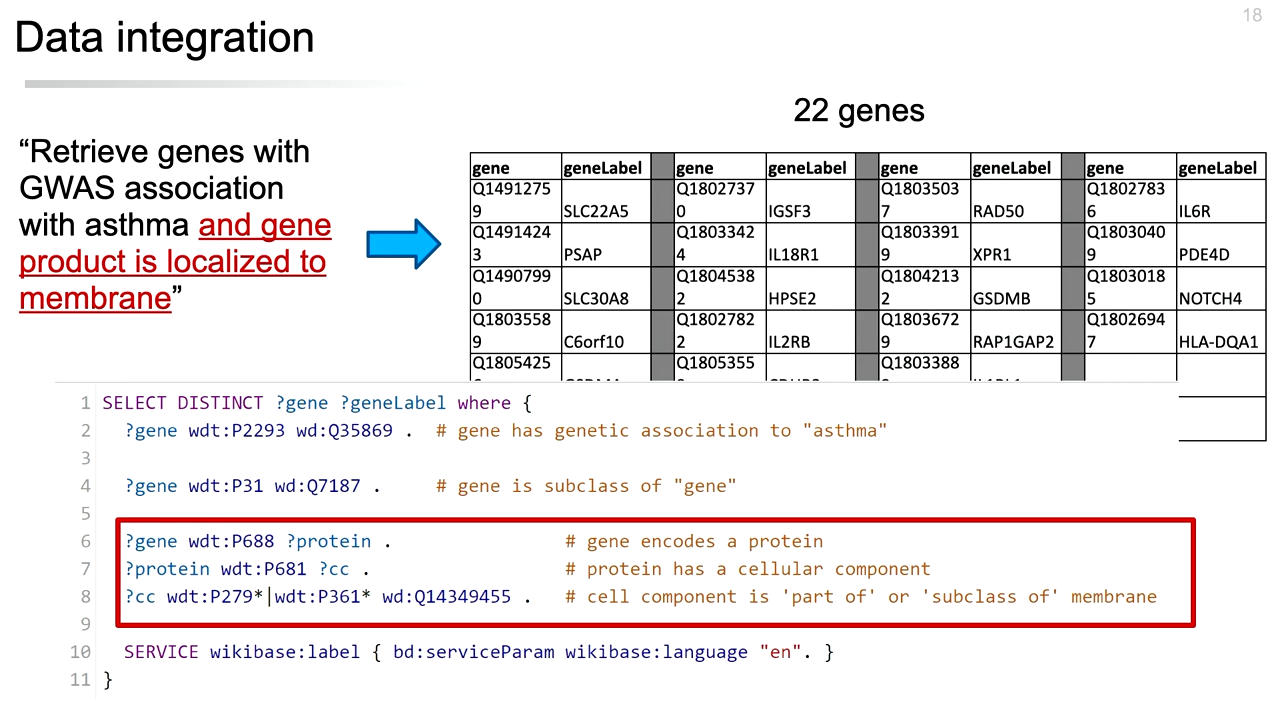 18
Data integration
22 genes
“Retrieve genes with
GWAS association
with asthma and gene
product is localized to
membrane”
gene geneLabel gene geneLabel gene geneLabel gene geneLabel
Q1491275 Q1802737 Q1803503 Q1802783
9 SLC22A5 0 IGSF3 7 RAD50 6 IL6R
Q1491424 Q1803342 Q1803391 Q1803040
3 PSAP 4 IL18R1 9 XPR1 9 PDE4D
Q1490799 Q1804538 Q1804213 Q1803018
0 SLC30A8 2 HPSE2 2 GSDMB 5 NOTCH4
Q1803558 Q1802782 Q1803672 Q1802694
9 C6orf10 2 IL2RB 9 RAP1GAP2 7 HLA-DQA1
Q1805425 Q1805355 Q1803388
1 SELECT DISTINCT ?gene ?geneLabel where {
2 ?gene wdt:P2293 wd:Q35869 . # gene has genetic association to "asthma"
3
4 ?gene wdt:P31 wd:Q7187 . # gene is subclass of "gene"
5
6 ?gene wdt:P688 ?protein . # gene encodes a protein
7 ?protein wdt:P681 ?cc . # protein has a cellular component
8 ?cc wdt:P279*|wdt:P361* wd:Q14349455 . # cell component is 'part of' or 'subclass of' membrane
9
10 SERVICE wikibase:label { bd:serviceParam wikibase:language "en". }
11 }